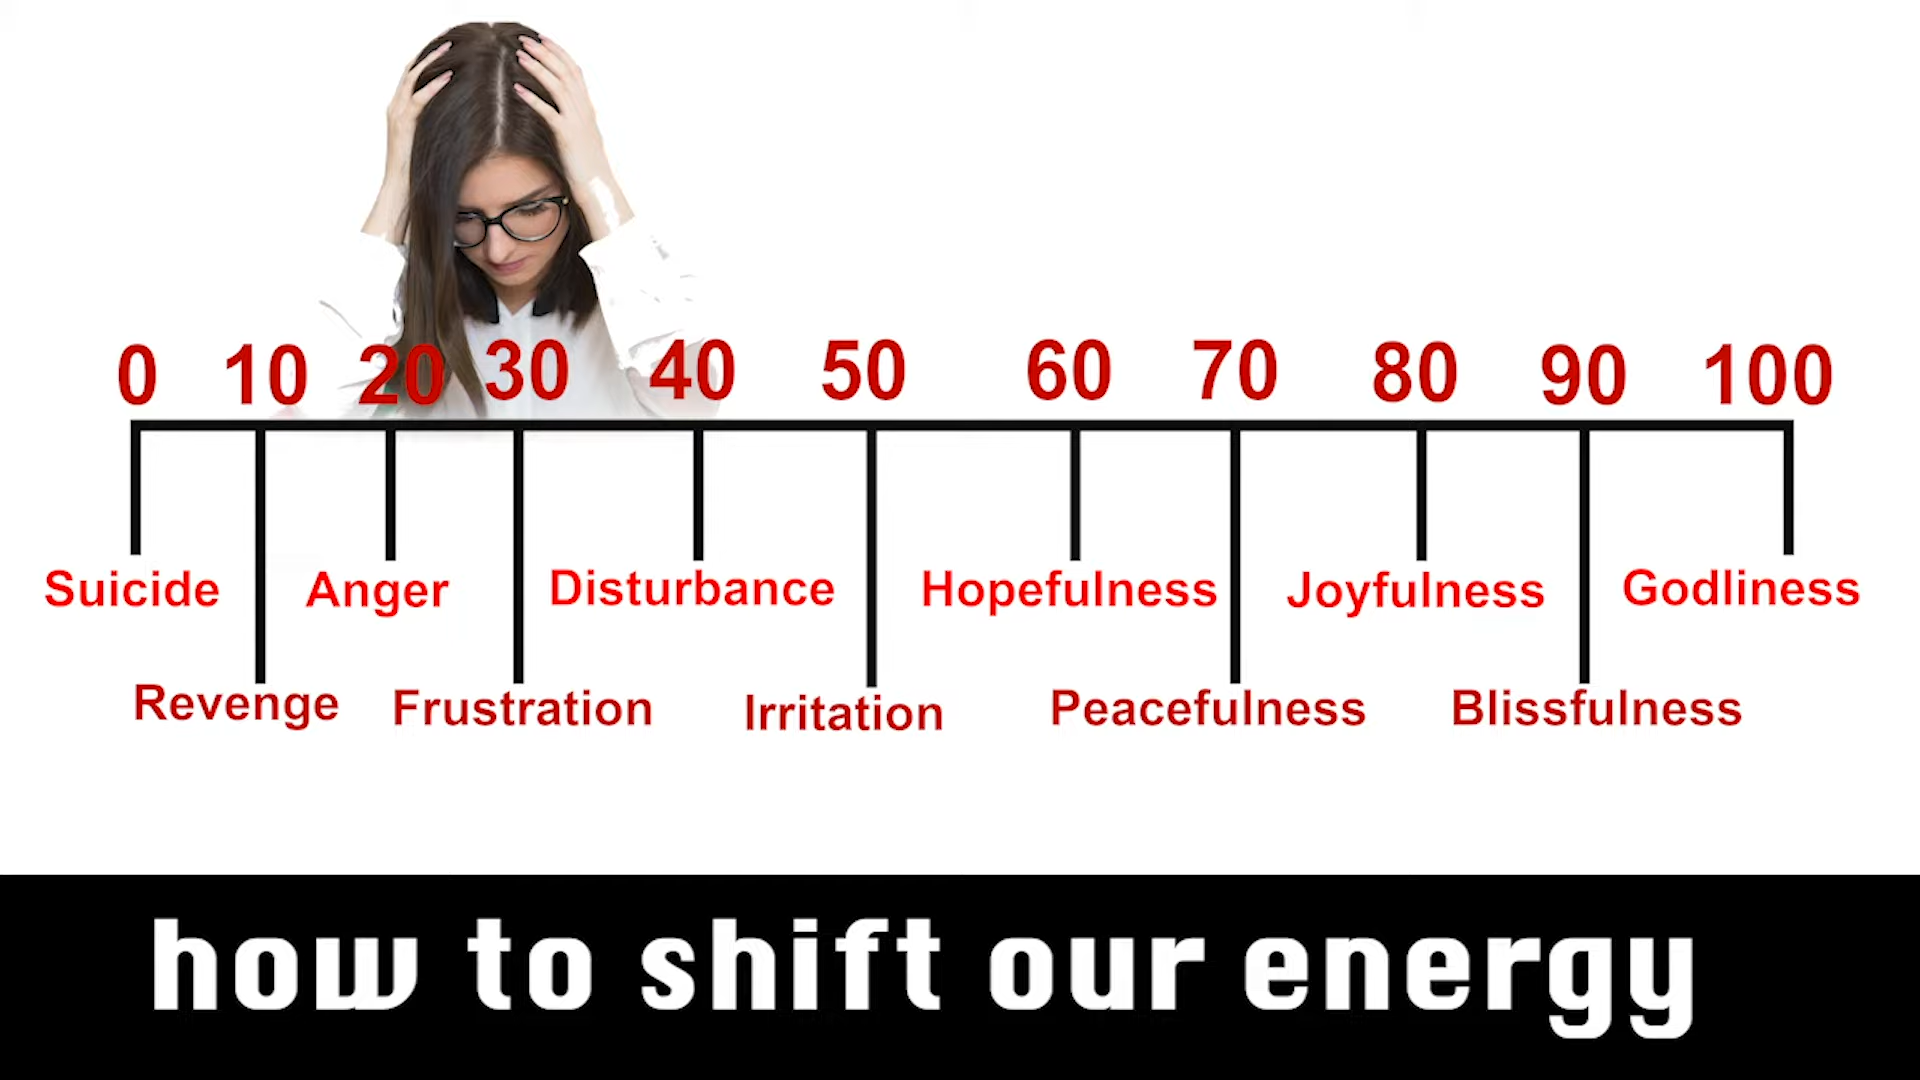 0 10 20 30 40 50 60 70 80 90 100
Suicide Anger Disturbance Hopefulness Joyfulness Godliness
Revenge Frustration Irritation Peacefulness Blissfulness
how to shift our energy